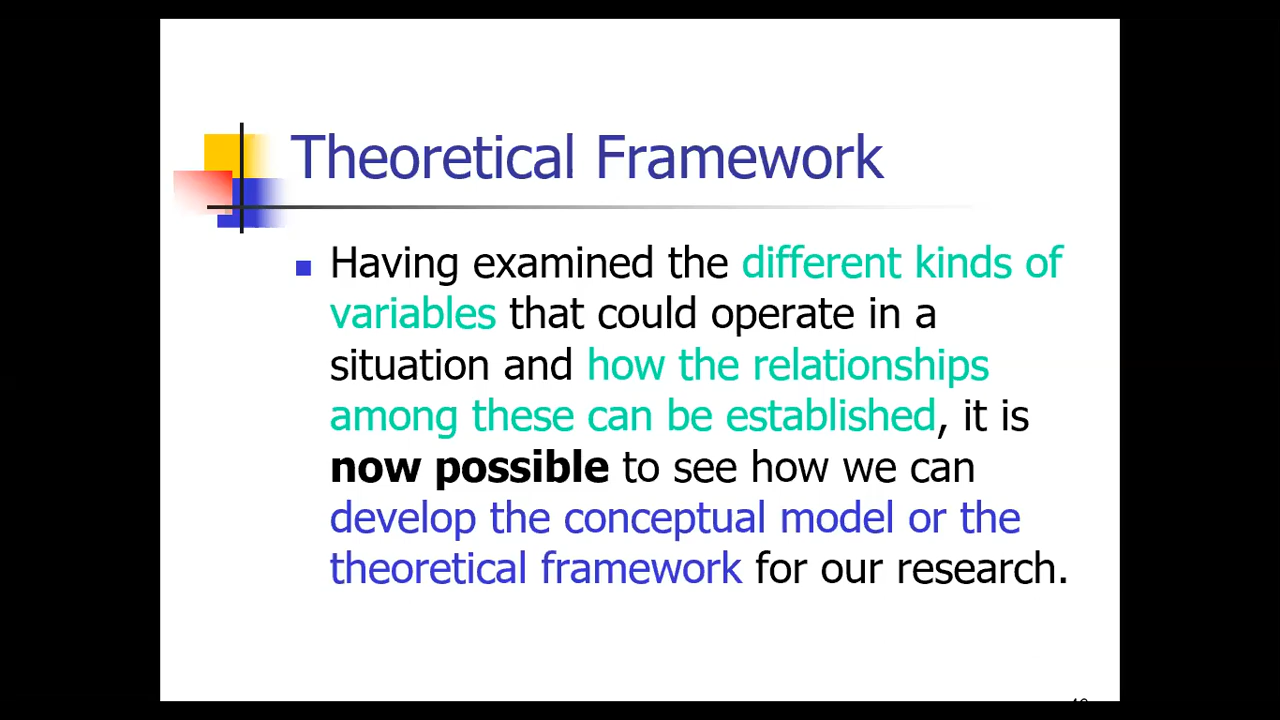 Theoretical Framework
Having examined the different kinds of
variables that could operate in a
situation and how the relationships
among these can be established, it is
now possible to see how we can
develop the conceptual model or the
theoretical framework for our research.